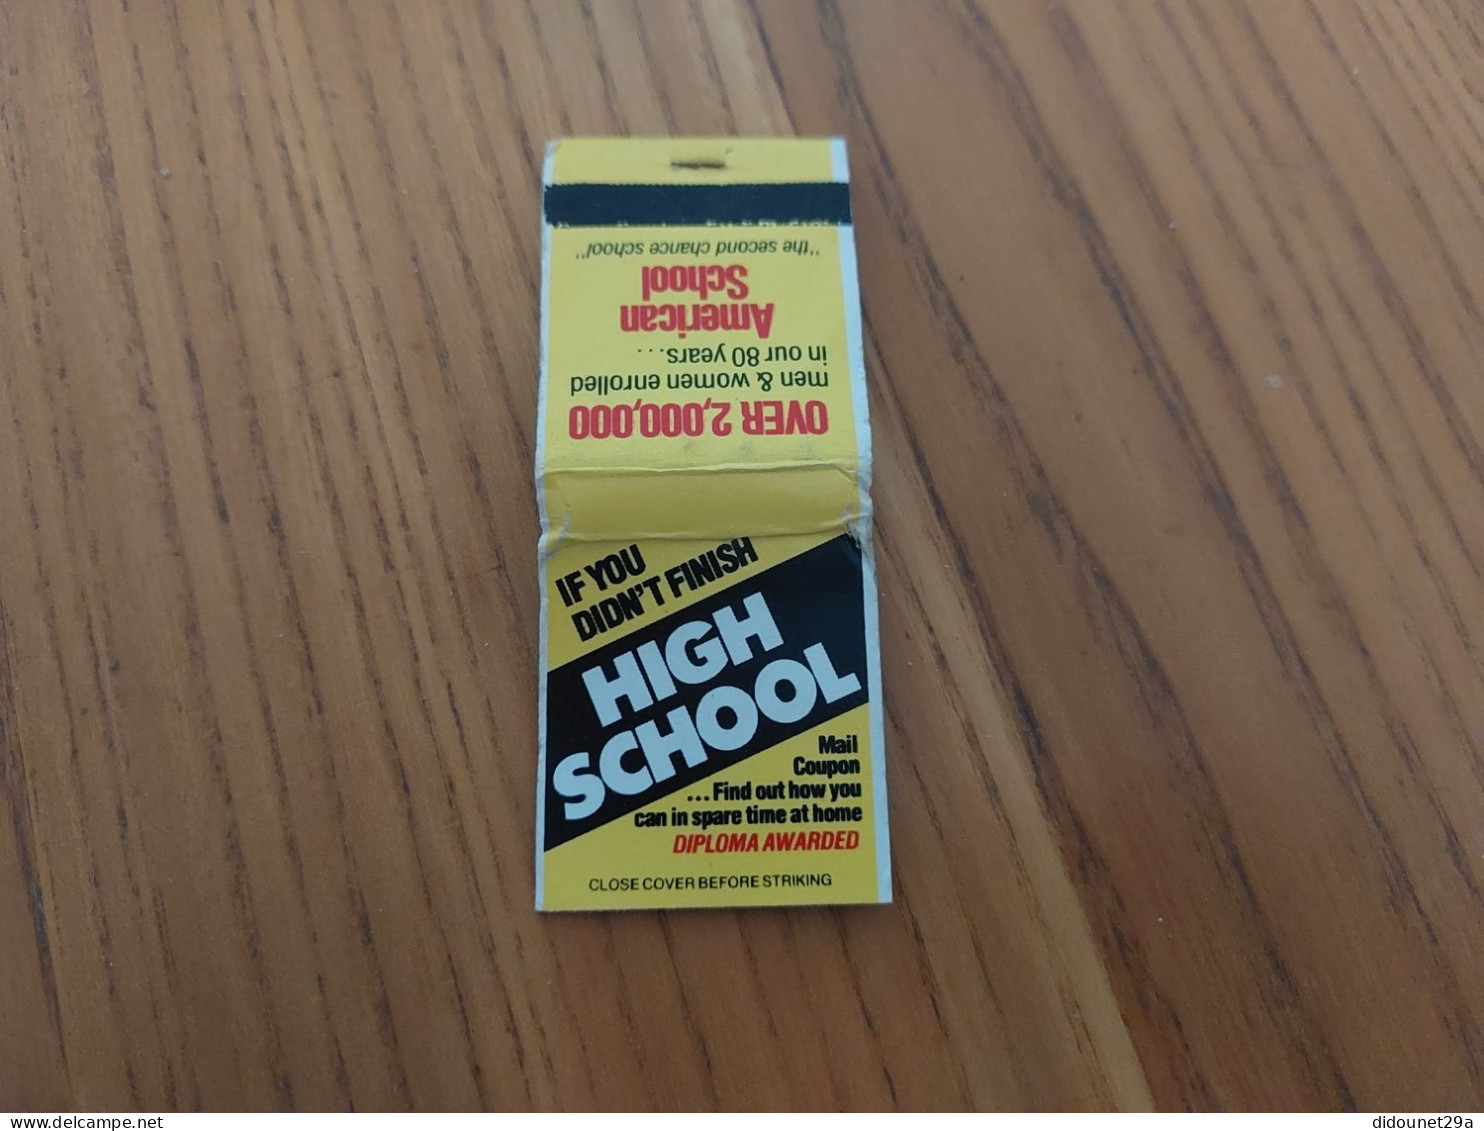 OVER 2,000,000
men & women enrolled
in our 80 years...
American
School
"the second chance school"
IF YOU
DIDN'T FINISH
HIGH
SCHOOL
Mail
Coupon
...Find out how you
can in spare time at home
DIPLOMA AWARDED
CLOSE COVER BEFORE STRIKING
delcampe.net
didounet29a